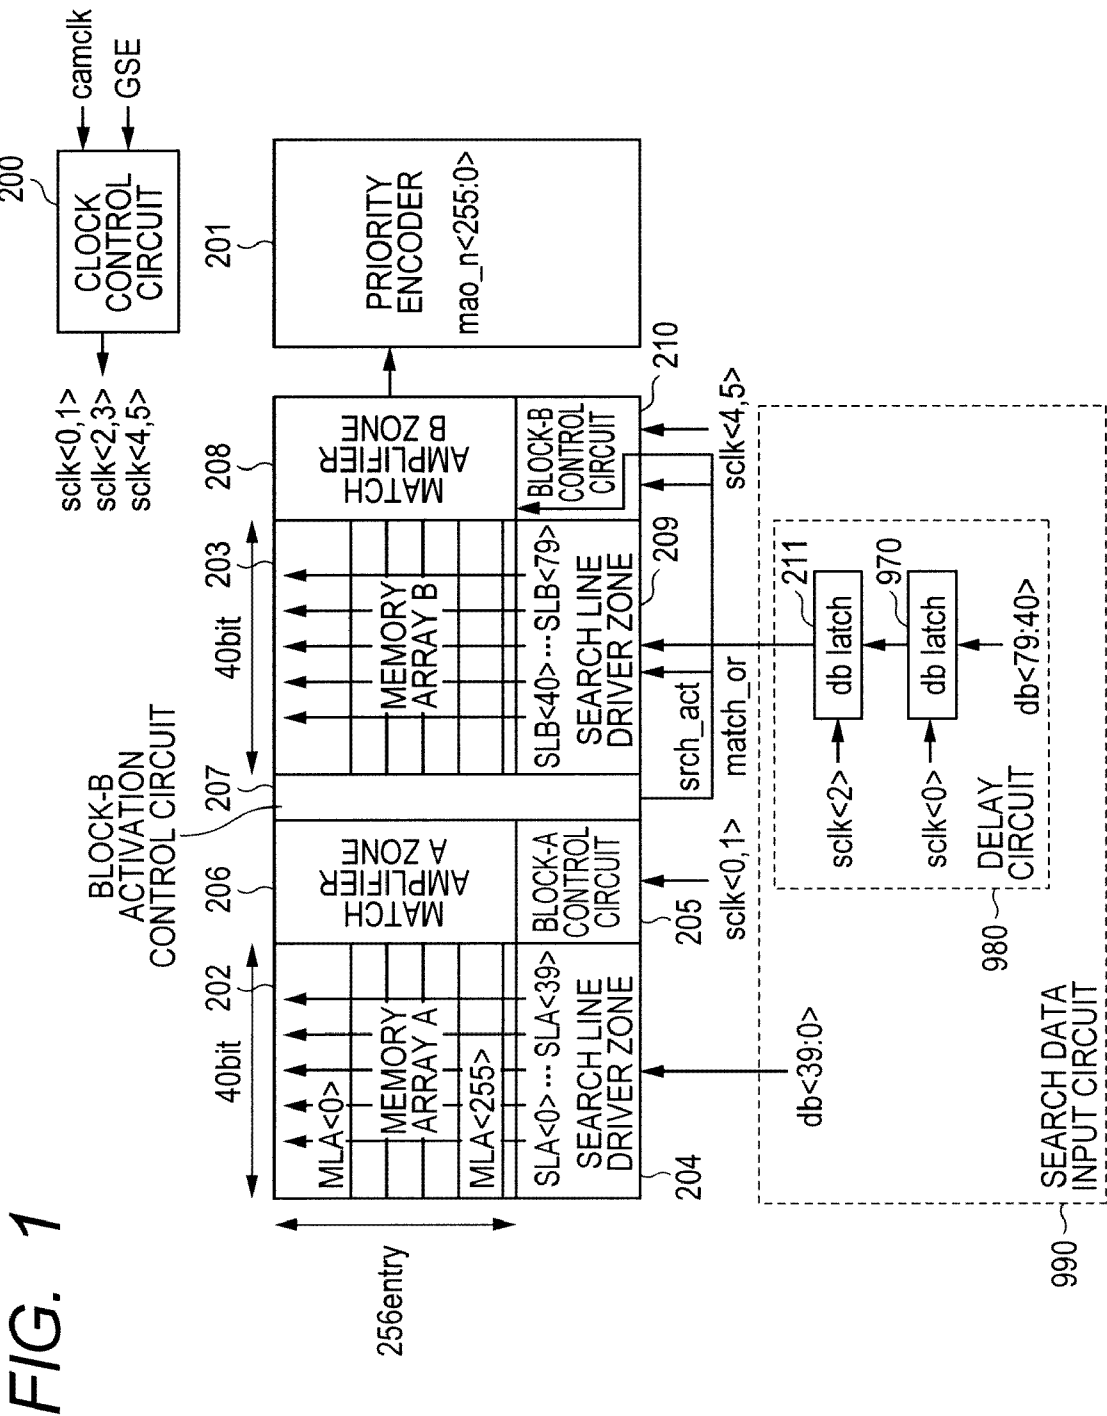 FIG. 1
200
CLOCK
CONTROL
CIRCUIT
camclk
GSE
sclk<0,1>
sclk<2,3>
sclk<4,5>
201
PRIORITY
ENCODER
mao_n<255:0>
BLOCK-B
ACTIVATION
CONTROL CIRCUIT
256entry
40bit
202
MLA<0>
MEMORY
ARRAY A
MLA<255>
SLA<0> ... SLA<39>
SEARCH LINE
DRIVER ZONE
204
206
MATCH
AMPLIFIER
A ZONE
BLOCK-A
CONTROL
CIRCUIT
205
sclk<0,1>
207
40bit
203
MEMORY
ARRAY B
SLB<40> ... SLB<79>
SEARCH LINE
DRIVER ZONE
209
208
MATCH
AMPLIFIER
B ZONE
BLOCK-B
CONTROL
CIRCUIT
210
sclk<4,5>
srch_act
match_or
db<39:0>
211
db latch
sclk<2>
970
db latch
sclk<0>
db<79:40>
DELAY
CIRCUIT
980
SEARCH DATA
INPUT CIRCUIT
990